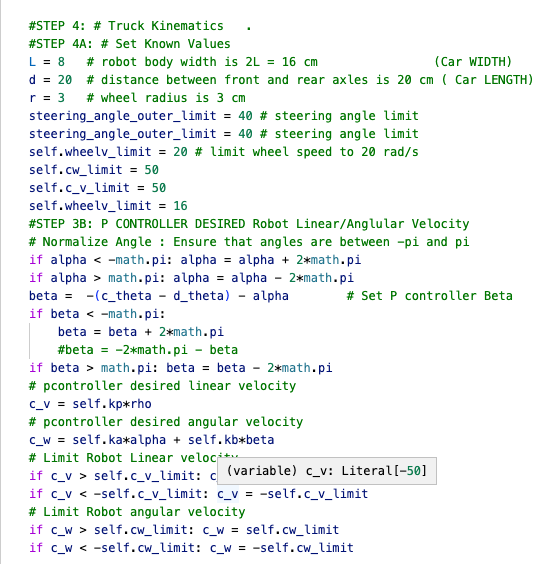 #STEP 4: # Truck Kinematics   .
#STEP 4A: # Set Known Values
L = 8   # robot body width is 2L = 16 cm                (Car WIDTH)
d = 20  # distance between front and rear axles is 20 cm ( Car LENGTH)
r = 3   # wheel radius is 3 cm
steering_angle_outer_limit = 40 # steering angle limit
steering_angle_outer_limit = 40 # steering angle limit
self.wheelv_limit = 20 # limit wheel speed to 20 rad/s
self.cw_limit = 50
self.c_v_limit = 50
self.wheelv_limit = 16
#STEP 3B: P CONTROLLER DESIRED Robot Linear/Anglular Velocity
# Normalize Angle : Ensure that angles are between -pi and pi
if alpha < -math.pi: alpha = alpha + 2*math.pi
if alpha > math.pi: alpha = alpha - 2*math.pi
beta =  -(c_theta - d_theta) - alpha        # Set P controller Beta
if beta < -math.pi:
    beta = beta + 2*math.pi
    #beta = -2*math.pi - beta
if beta > math.pi: beta = beta - 2*math.pi
# pcontroller desired linear velocity
c_v = self.kp*rho
# pcontroller desired angular velocity
c_w = self.ka*alpha + self.kb*beta
# Limit Robot Linear velocity
if c_v > self.c_v_limit: c
(variable) c_v: Literal[-50]
if c_v < -self.c_v_limit: c_v = -self.c_v_limit
# Limit Robot angular velocity
if c_w > self.cw_limit: c_w = self.cw_limit
if c_w < -self.cw_limit: c_w = -self.cw_limit